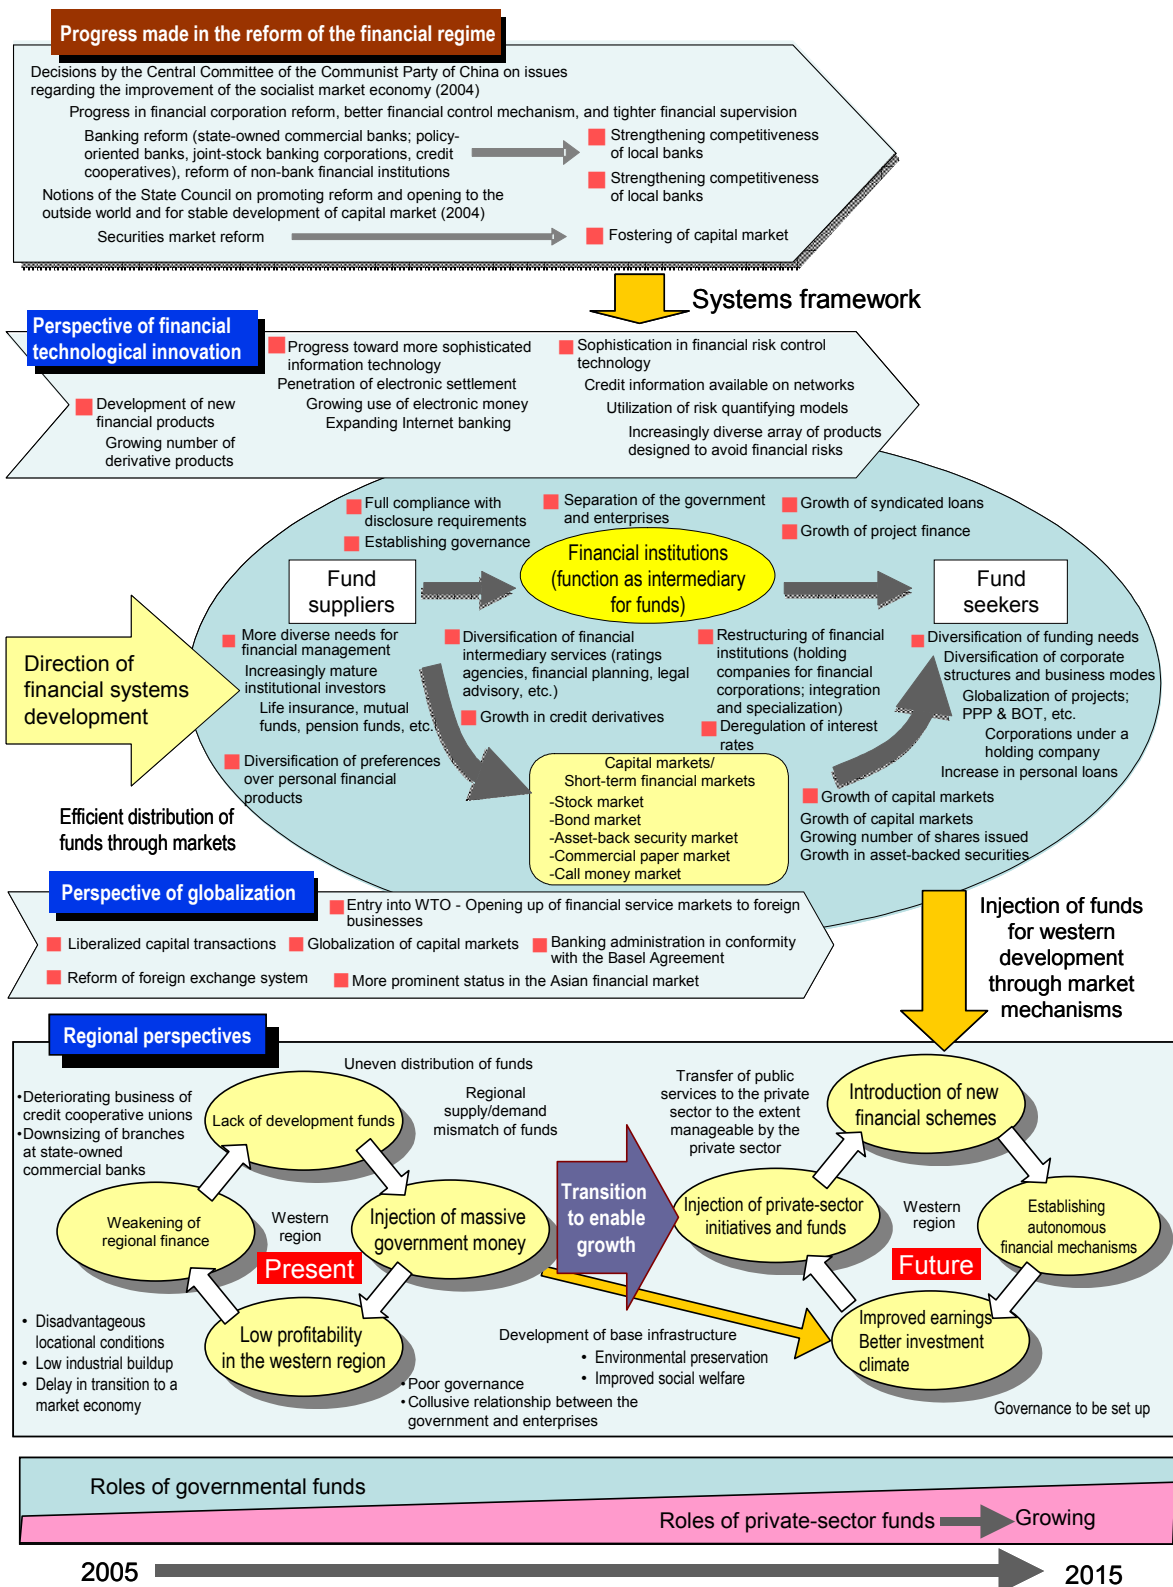 Progress made in the reform of the financial regime
Decisions by the Central Committee of the Communist Party of China on issues
regarding the improvement of the socialist market economy (2004)
Progress in financial corporation reform, better financial control mechanism, and tighter financial supervision
Banking reform (state-owned commercial banks; policy-
oriented banks, joint-stock banking corporations, credit
cooperatives), reform of non-bank financial institutions
Strengthening competitiveness
of local banks
Strengthening competitiveness
of local banks
Notions of the State Council on promoting reform and opening to the
outside world and for stable development of capital market (2004)
Securities market reform
Fostering of capital market
Systems framework
Perspective of financial
technological innovation
Development of new
financial products
Growing number of
derivative products
Progress toward more sophisticated
information technology
Penetration of electronic settlement
Growing use of electronic money
Expanding Internet banking
Sophistication in financial risk control
technology
Credit information available on networks
Utilization of risk quantifying models
Increasingly diverse array of products
designed to avoid financial risks
Full compliance with
disclosure requirements
Establishing governance
Separation of the government
and enterprises
Growth of syndicated loans
Growth of project finance
Fund
suppliers
Financial institutions
(function as intermediary
for funds)
Fund
seekers
Direction of
financial systems
development
More diverse needs for
financial management
Increasingly mature
institutional investors
Life insurance, mutual
funds, pension funds, etc.
Diversification of preferences
over personal financial
products
Diversification of financial
intermediary services (ratings
agencies, financial planning, legal
advisory, etc.)
Growth in credit derivatives
Restructuring of financial
institutions (holding
companies for financial
corporations; integration
and specialization)
Deregulation of interest
rates
Diversification of funding needs
Diversification of corporate
structures and business modes
Globalization of projects;
PPP & BOT, etc.
Corporations under a
holding company
Increase in personal loans
Capital markets/
Short-term financial markets
-Stock market
-Bond market
-Asset-back security market
-Commercial paper market
-Call money market
Growth of capital markets
Growth of capital markets
Growing number of shares issued
Growth in asset-backed securities
Efficient distribution of
funds through markets
Perspective of globalization
Entry into WTO - Opening up of financial service markets to foreign
businesses
Liberalized capital transactions
Globalization of capital markets
Banking administration in conformity
with the Basel Agreement
Reform of foreign exchange system
More prominent status in the Asian financial market
Injection of funds
for western
development
through market
mechanisms
Regional perspectives
•Deteriorating business of
credit cooperative unions
•Downsizing of branches
at state-owned
commercial banks
Uneven distribution of funds
Lack of development funds
Regional
supply/demand
mismatch of funds
Weakening of
regional finance
Western
region
Present
Injection of massive
government money
Low profitability
in the western region
• Disadvantageous
locational conditions
• Low industrial buildup
• Delay in transition to a
market economy
•Poor governance
•Collusive relationship between the
government and enterprises
Transition
to enable
growth
Development of base infrastructure
• Environmental preservation
• Improved social welfare
Transfer of public
services to the private
sector to the extent
manageable by the
private sector
Introduction of new
financial schemes
Injection of private-sector
initiatives and funds
Western
region
Future
Establishing
autonomous
financial mechanisms
Improved earnings
Better investment
climate
Governance to be set up
Roles of governmental funds
Roles of private-sector funds
Growing
2005
2015